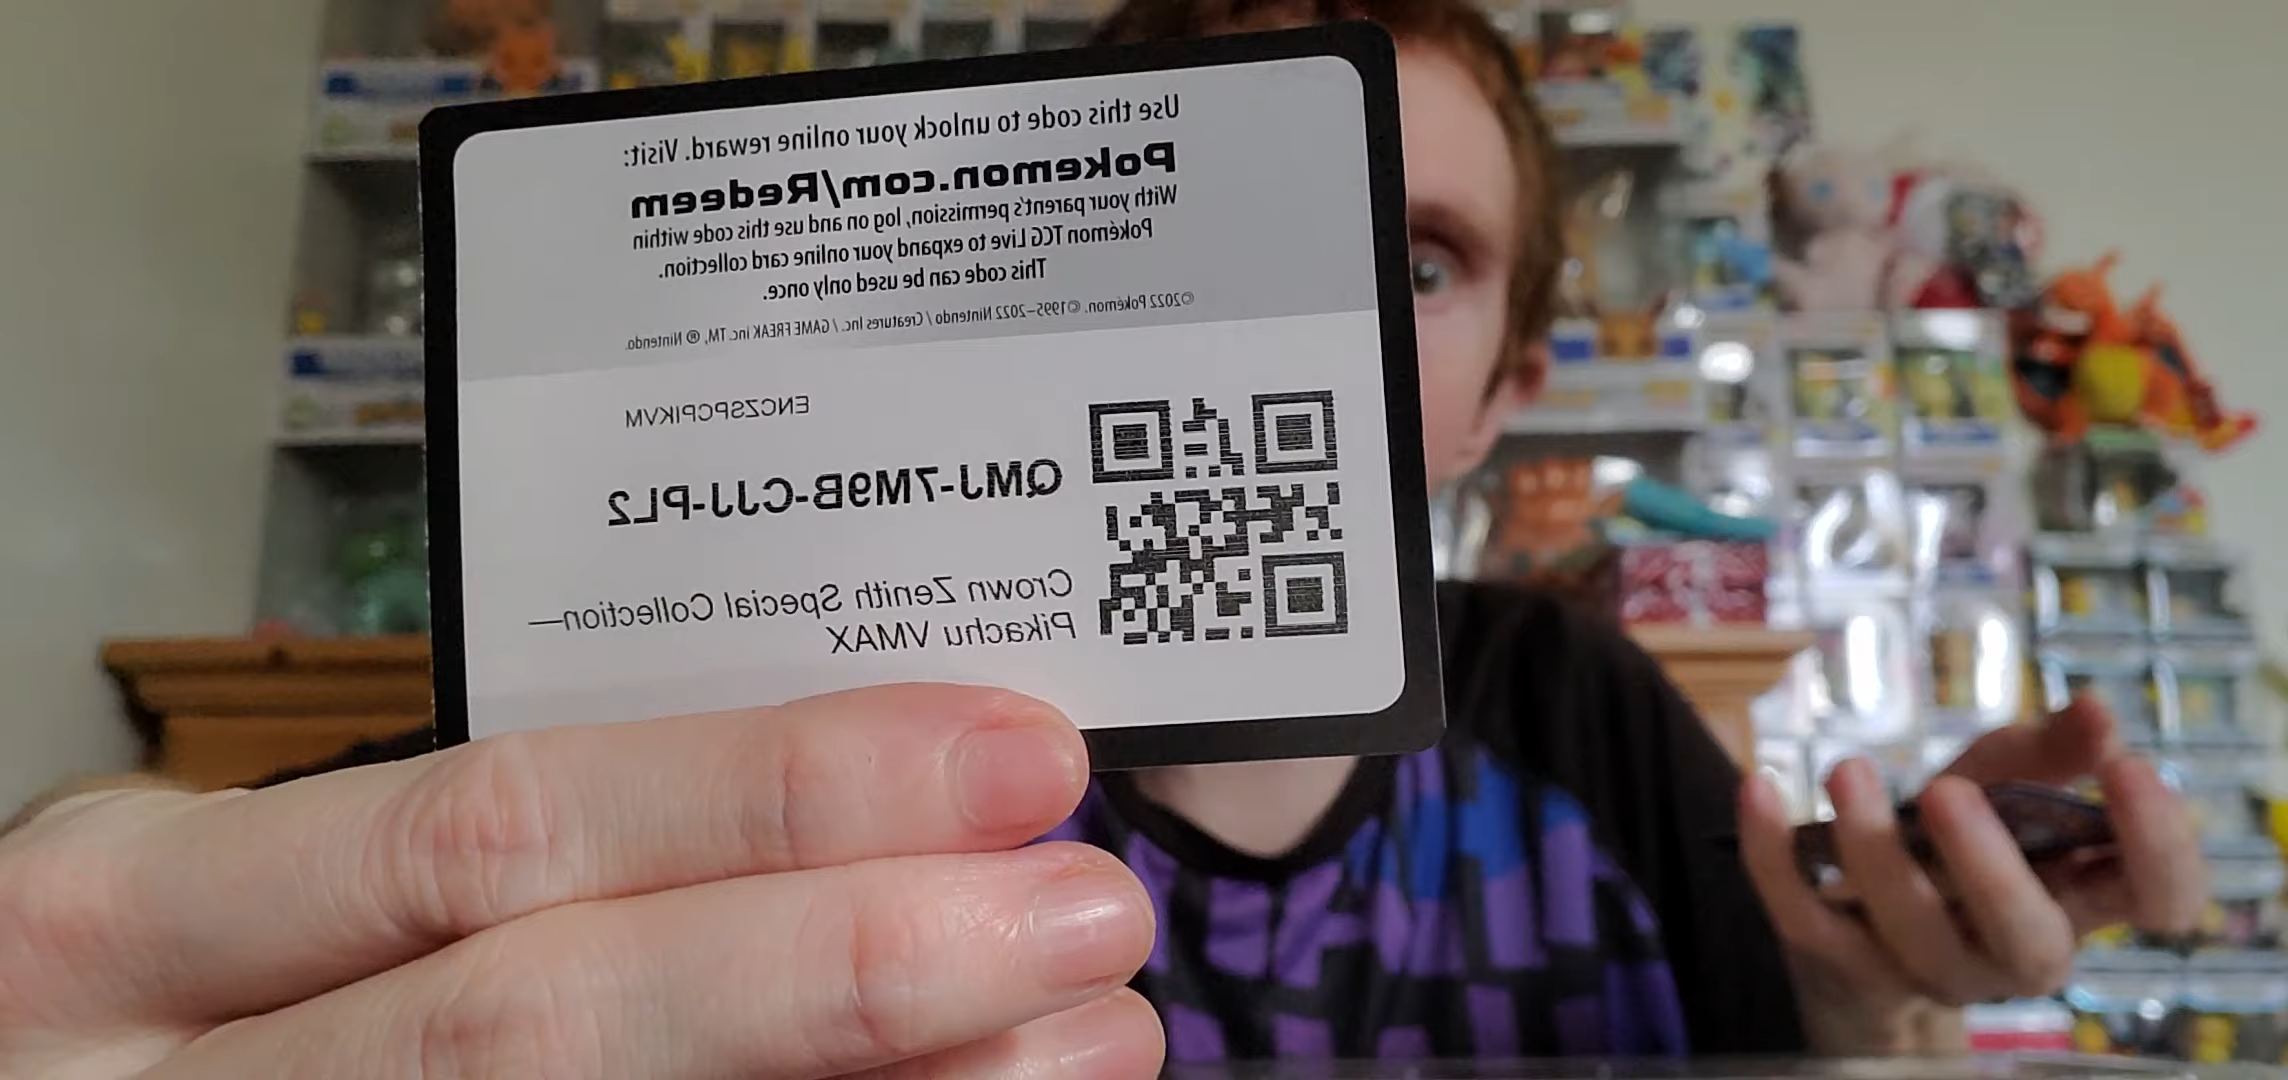 Use this code to unlock your online reward. Visit:
Pokemon.com/Redeem
With your parent's permission, log on and use this code within
Pokémon TCG Live to expand your online card collection.
This code can be used only once.
©2022 Pokémon. ©1995–2022 Nintendo / Creatures Inc. / GAME FREAK inc. TM, ® Nintendo.
ENCZSPCPIKVM
QMJ-7M9B-CJJ-PL2
Crown Zenith Special Collection—
Pikachu VMAX